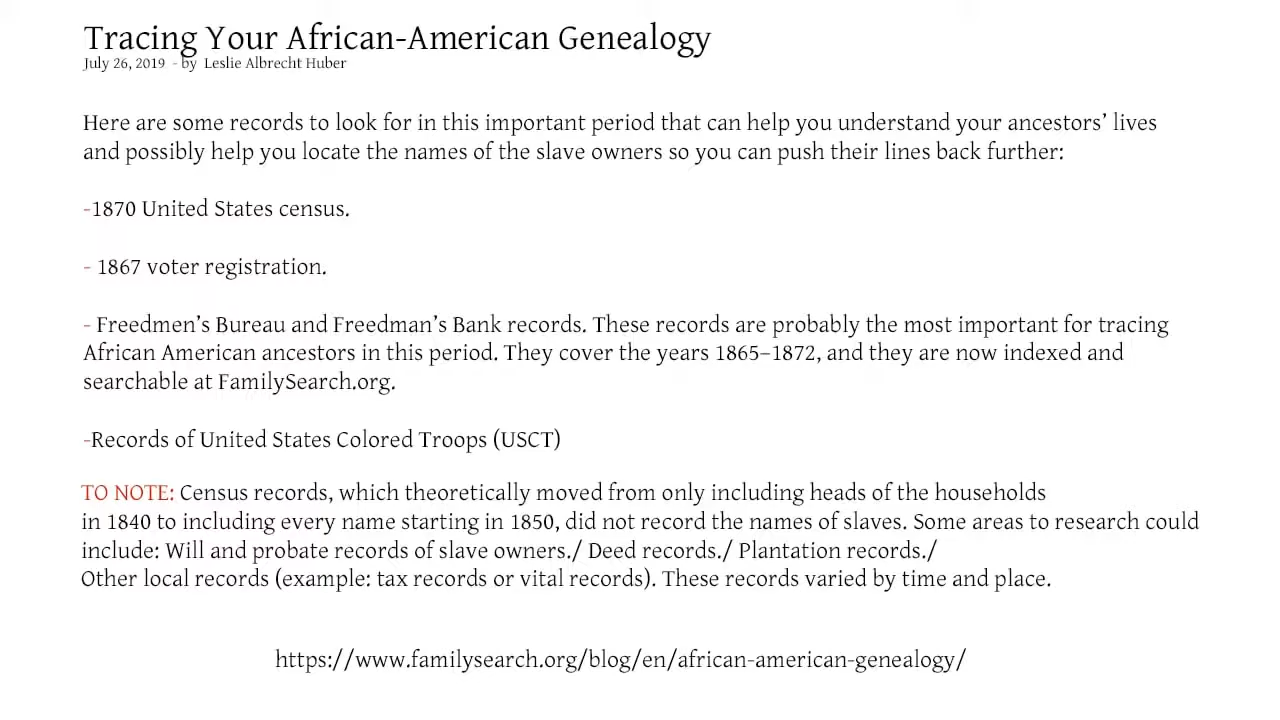 Tracing Your African-American Genealogy
July 26, 2019 - by Leslie Albrecht Huber
Here are some records to look for in this important period that can help you understand your ancestors’ lives
and possibly help you locate the names of the slave owners so you can push their lines back further:
-1870 United States census.
- 1867 voter registration.
- Freedmen’s Bureau and Freedman’s Bank records. These records are probably the most important for tracing
African American ancestors in this period. They cover the years 1865–1872, and they are now indexed and
searchable at FamilySearch.org.
-Records of United States Colored Troops (USCT)
TO NOTE: Census records, which theoretically moved from only including heads of the households
in 1840 to including every name starting in 1850, did not record the names of slaves. Some areas to research could
include: Will and probate records of slave owners./ Deed records./ Plantation records./
Other local records (example: tax records or vital records). These records varied by time and place.
https://www.familysearch.org/blog/en/african-american-genealogy/